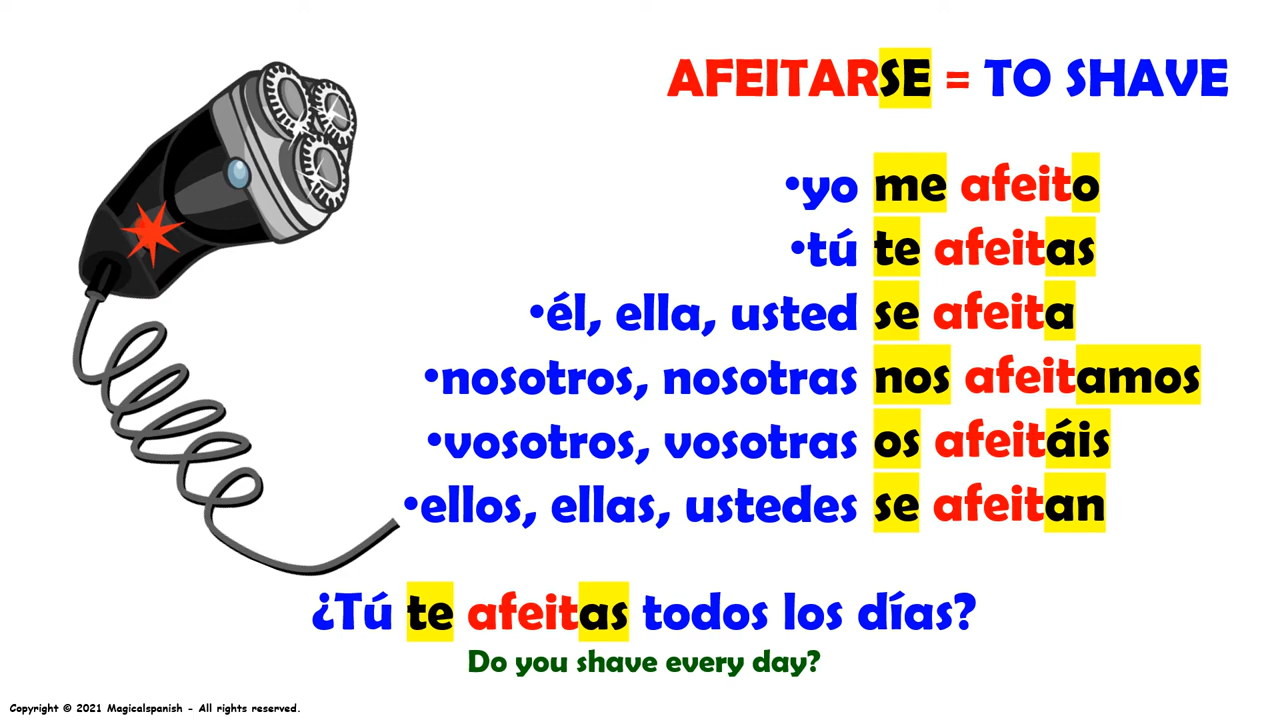 AFEITARSE = TO SHAVE
•yo me afeito
•tú te afeitas
•él, ella, usted se afeita
•nosotros, nosotras nos afeitamos
•vosotros, vosotras os afeitáis
•ellos, ellas, ustedes se afeitan
¿Tú te afeitas todos los días?
Do you shave every day?
Copyright © 2021 Magicalspanish - All rights reserved.